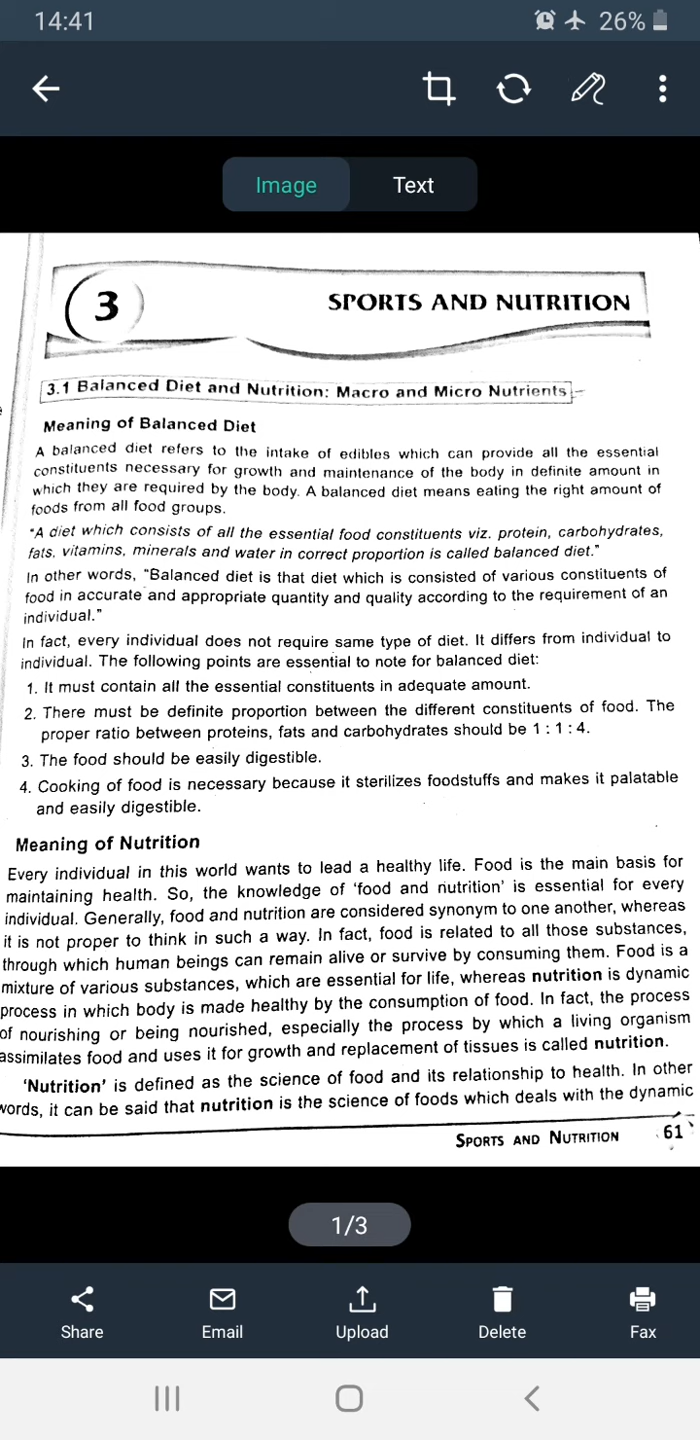 14:41
26%
Image
Text
3
SPORTS AND NUTRITION
3.1 Balanced Diet and Nutrition: Macro and Micro Nutrients
Meaning of Balanced Diet
A balanced diet refers to the intake of edibles which can provide all the essential
constituents necessary for growth and maintenance of the body in definite amount in
which they are required by the body. A balanced diet means eating the right amount of
foods from all food groups.
"A diet which consists of all the essential food constituents viz. protein, carbohydrates,
fats, vitamins, minerals and water in correct proportion is called balanced diet."
In other words, "Balanced diet is that diet which is consisted of various constituents of
food in accurate and appropriate quantity and quality according to the requirement of an
individual."
In fact, every individual does not require same type of diet. It differs from individual to
individual. The following points are essential to note for balanced diet:
1. It must contain all the essential constituents in adequate amount.
2. There must be definite proportion between the different constituents of food. The
proper ratio between proteins, fats and carbohydrates should be 1 : 1 : 4.
3. The food should be easily digestible.
4. Cooking of food is necessary because it sterilizes foodstuffs and makes it palatable
and easily digestible.
Meaning of Nutrition
Every individual in this world wants to lead a healthy life. Food is the main basis for
maintaining health. So, the knowledge of 'food and nutrition' is essential for every
individual. Generally, food and nutrition are considered synonym to one another, whereas
it is not proper to think in such a way. In fact, food is related to all those substances,
through which human beings can remain alive or survive by consuming them. Food is a
mixture of various substances, which are essential for life, whereas nutrition is dynamic
process in which body is made healthy by the consumption of food. In fact, the process
of nourishing or being nourished, especially the process by which a living organism
assimilates food and uses it for growth and replacement of tissues is called nutrition.
'Nutrition' is defined as the science of food and its relationship to health. In other
words, it can be said that nutrition is the science of foods which deals with the dynamic
SPORTS AND NUTRITION 61
1/3
Share
Email
Upload
Delete
Fax